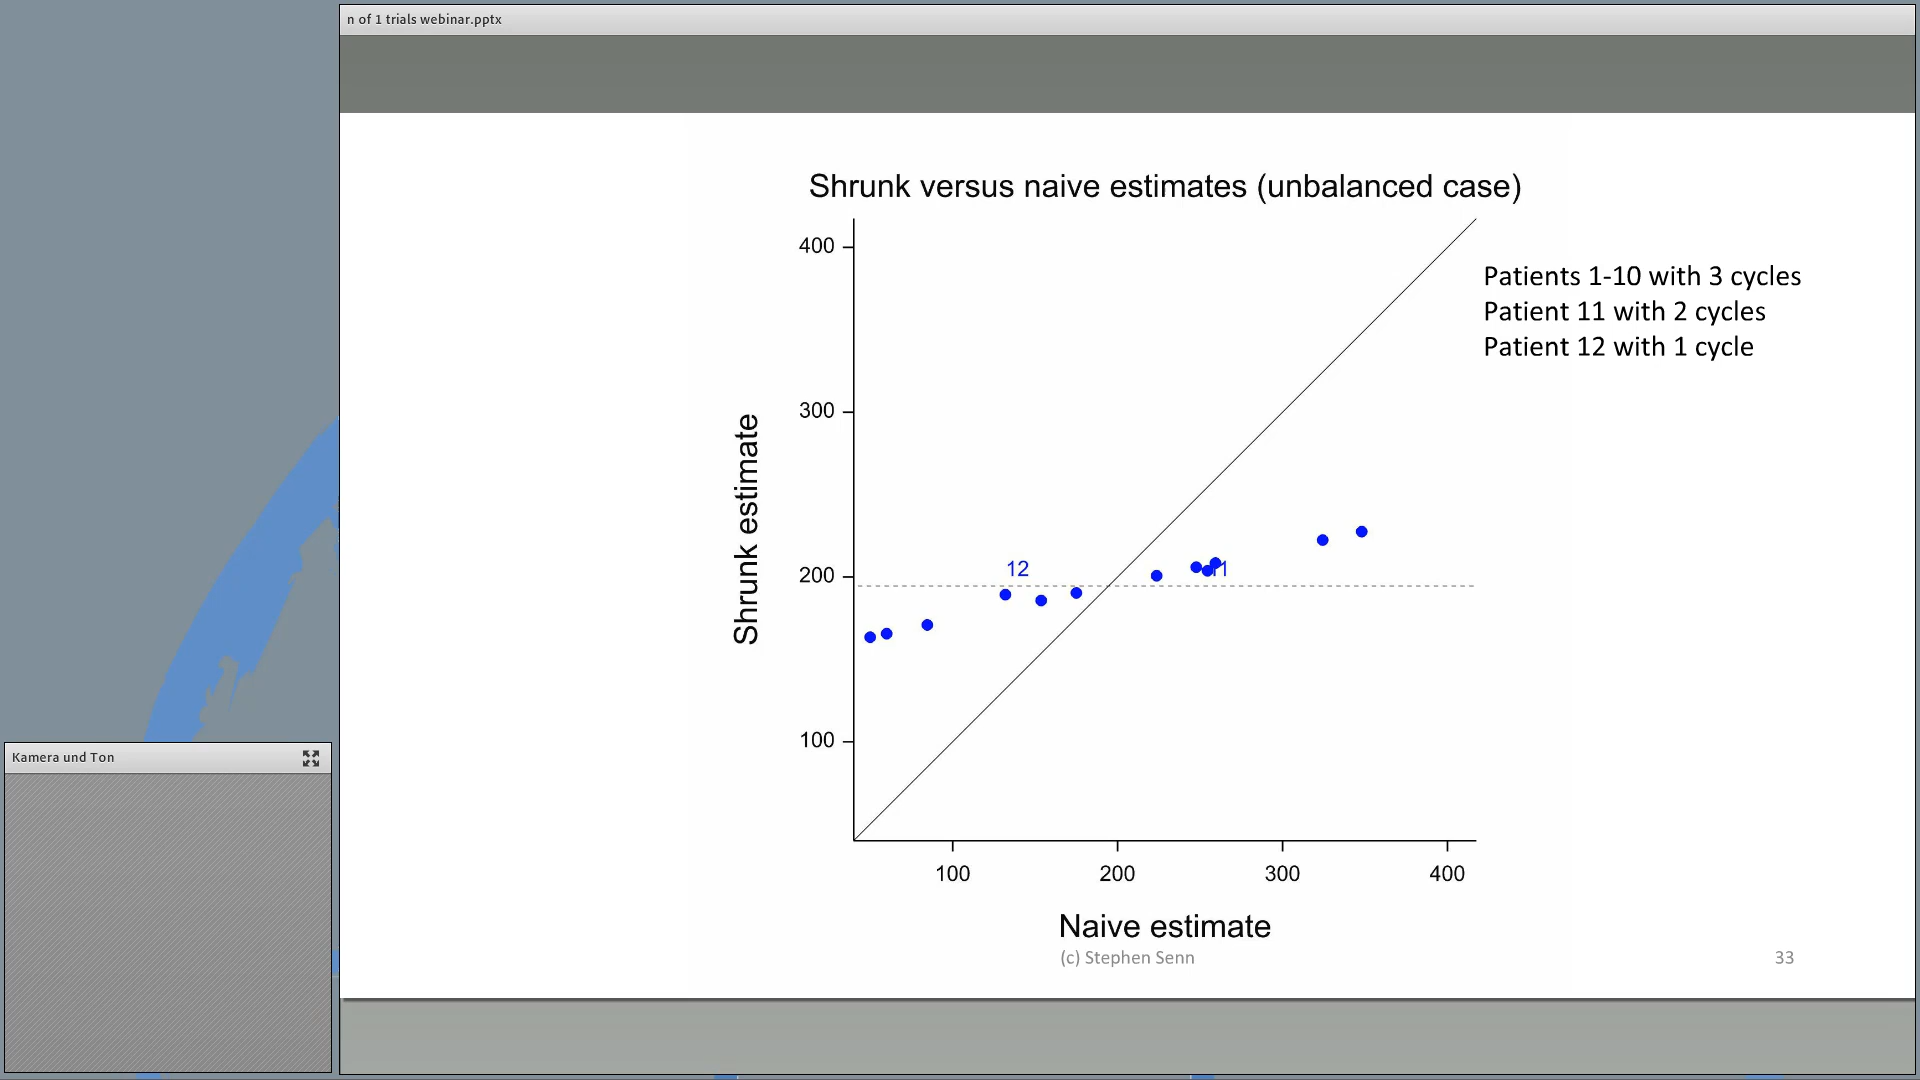 n of 1 trials webinar.pptx
Shrunk versus naive estimates (unbalanced case)
Patients 1-10 with 3 cycles
Patient 11 with 2 cycles
Patient 12 with 1 cycle
Shrunk estimate
400
300
200
100
12
11
100 200 300 400
Naive estimate
(c) Stephen Senn
33
Kamera und Ton